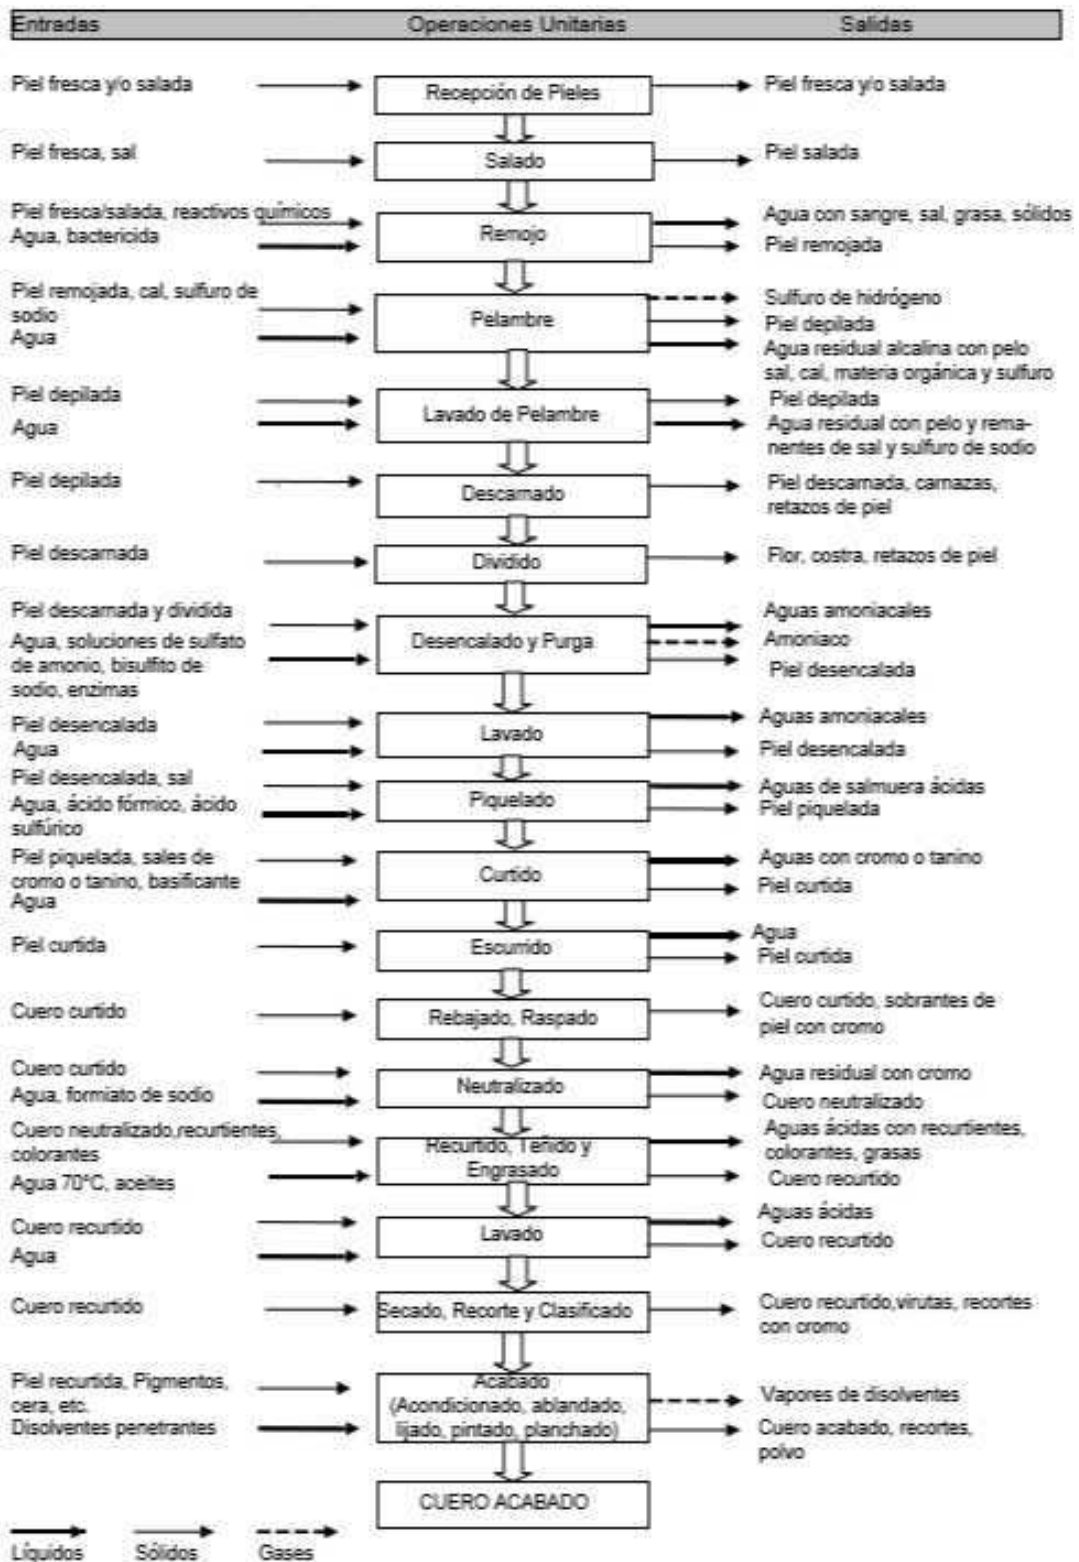 Entradas Operaciones Unitarias Salidas
Piel fresca y/o salada Recepción de Pieles Piel fresca y/o salada
Piel fresca, sal Salado Piel salada
Piel fresca/salada, reactivos químicos
Agua, bactericida
Remojo
Agua con sangre, sal, grasa, sólidos
Piel remojada
Piel remojada, cal, sulfuro de
sodio
Agua
Pelambre
Sulfuro de hidrógeno
Piel depilada
Agua residual alcalina con pelo
sal, cal, materia orgánica y sulfuro
Piel depilada
Agua
Lavado de Pelambre
Piel depilada
Agua residual con pelo y rema-
nentes de sal y sulfuro de sodio
Piel depilada
Descarnado
Piel descarnada, carnazas,
retazos de piel
Piel descarnada
Dividido
Flor, costra, retazos de piel
Piel descarnada y dividida
Agua, soluciones de sulfato
de amonio, bisulfito de
sodio, enzimas
Desencalado y Purga
Aguas amoniacales
Amoniaco
Piel desencalada
Piel desencalada
Agua
Lavado
Aguas amoniacales
Piel desencalada
Piel desencalada, sal
Agua, ácido fórmico, ácido
sulfúrico
Piquelado
Aguas de salmuera ácidas
Piel piquelada
Piel piquelada, sales de
cromo o tanino, basificante
Agua
Curtido
Aguas con cromo o tanino
Piel curtida
Piel curtida
Escurrido
Agua
Piel curtida
Cuero curtido
Rebajado, Raspado
Cuero curtido, sobrantes de
piel con cromo
Cuero curtido
Agua, formiato de sodio
Neutralizado
Agua residual con cromo
Cuero neutralizado
Cuero neutralizado,recurtientes,
colorantes
Agua 70°C, aceites
Recurtido, Teñido y
Engrasado
Aguas ácidas con recurtientes,
colorantes, grasas
Cuero recurtido
Cuero recurtido
Agua
Lavado
Aguas ácidas
Cuero recurtido
Cuero recurtido
Secado, Recorte y Clasificado
Cuero recurtido,virutas, recortes
con cromo
Piel recurtida, Pigmentos,
cera, etc.
Disolventes penetrantes
Acabado
(Acondicionado, ablandado,
lijado, pintado, planchado)
Vapores de disolventes
Cuero acabado, recortes,
polvo
CUERO ACABADO
Líquidos Sólidos Gases